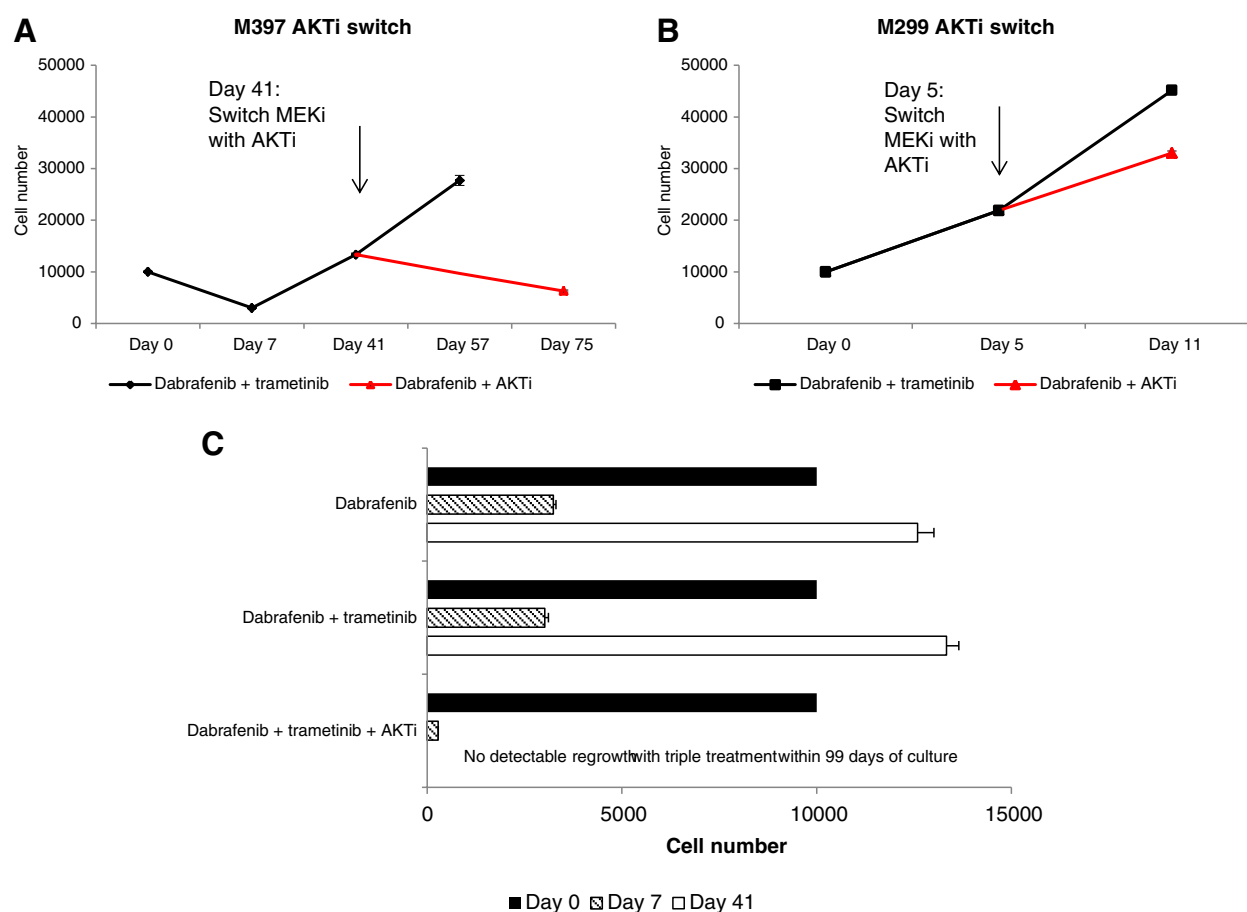 A
M397 AKTi switch
50000
40000
30000
20000
10000
0
Cell number
Day 41:
Switch MEKi
with AKTi
Day 0
Day 7
Day 41
Day 57
Day 75
Dabrafenib + trametinib
Dabrafenib + AKTi
B
M299 AKTi switch
50000
40000
30000
20000
10000
0
Cell number
Day 5:
Switch
MEKi with
AKTi
Day 0
Day 5
Day 11
Dabrafenib + trametinib
Dabrafenib + AKTi
C
Dabrafenib
Dabrafenib + trametinib
Dabrafenib + trametinib + AKTi
No detectable regrowth with triple treatment within 99 days of culture
0
5000
10000
15000
Cell number
Day 0
Day 7
Day 41